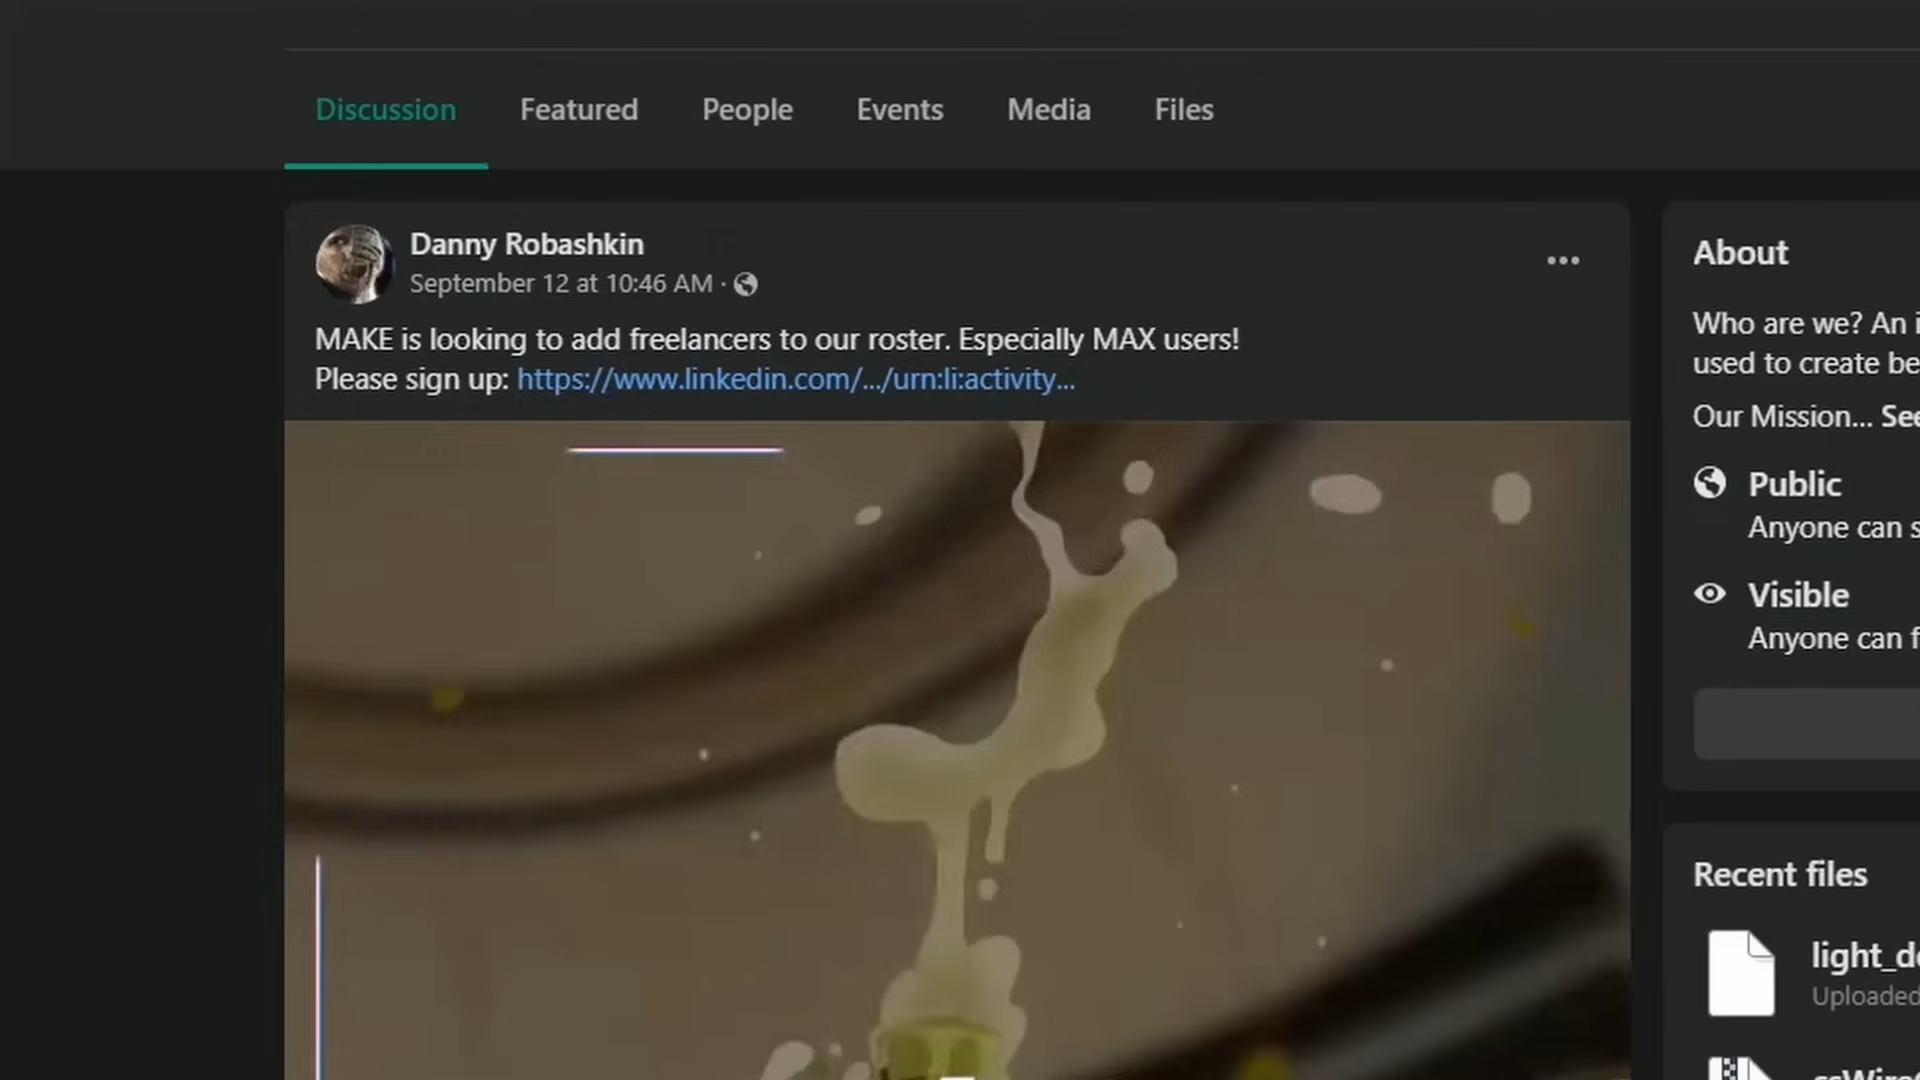 Discussion
Featured
People
Events
Media
Files
Danny Robashkin
September 12 at 10:46 AM ·
MAKE is looking to add freelancers to our roster. Especially MAX users!
Please sign up: https://www.linkedin.com/.../urn:li:activity...
About
Who are we? An
used to create
Our Mission... See
Public
Anyone can
Visible
Anyone can
Recent files
Uploaded